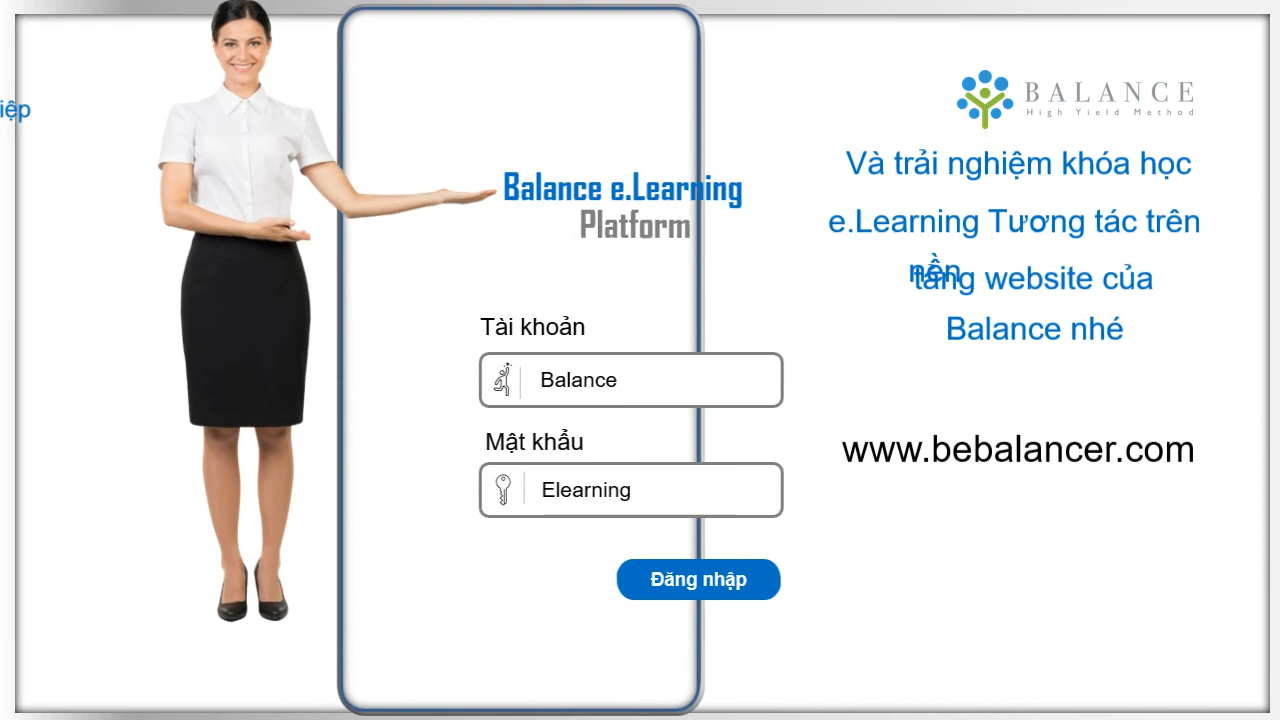 iệp
Balance e.Learning
Platform
Tài khoản
Balance
Mật khẩu
Elearning
Đăng nhập
BALANCE
High Yield Method
Và trải nghiệm khóa học
e.Learning Tương tác trên
nền
tảng website của
Balance nhé
www.bebalancer.com